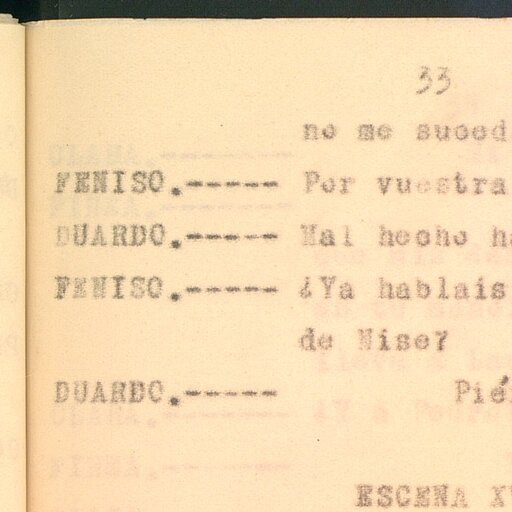 33
no me suced
FENISO.----- Por vuestra
DUARDO.----- Mal hecho h
FENISO.----- ¿Ya hablais
de Nise?
DUARDO.----- Pié
ESCENA X